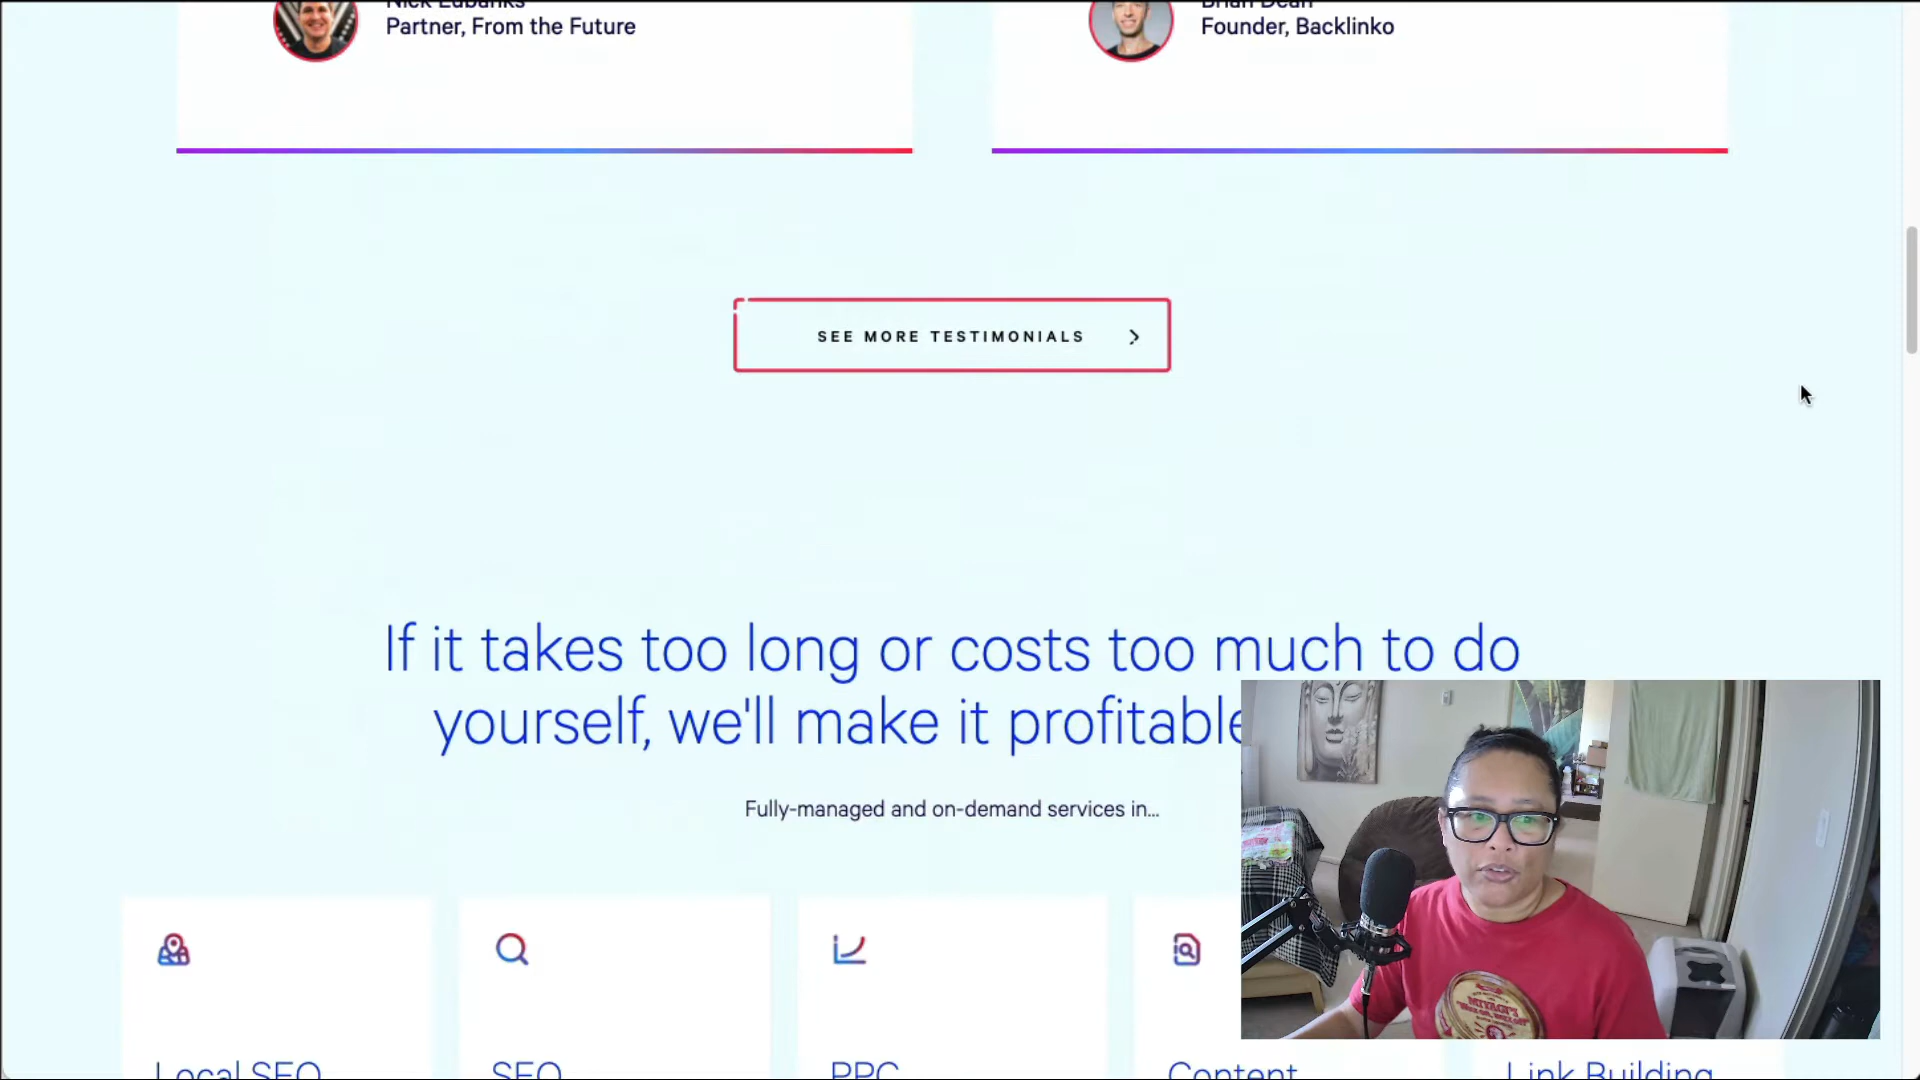 Nick Eubanks
Partner, From the Future
Brian Dean
Founder, Backlinko
SEE MORE TESTIMONIALS
If it takes too long or costs too much to do
yourself, we'll make it profitable
Fully-managed and on-demand services in...
Local SEO
SEO
PPC
Content
Link Building